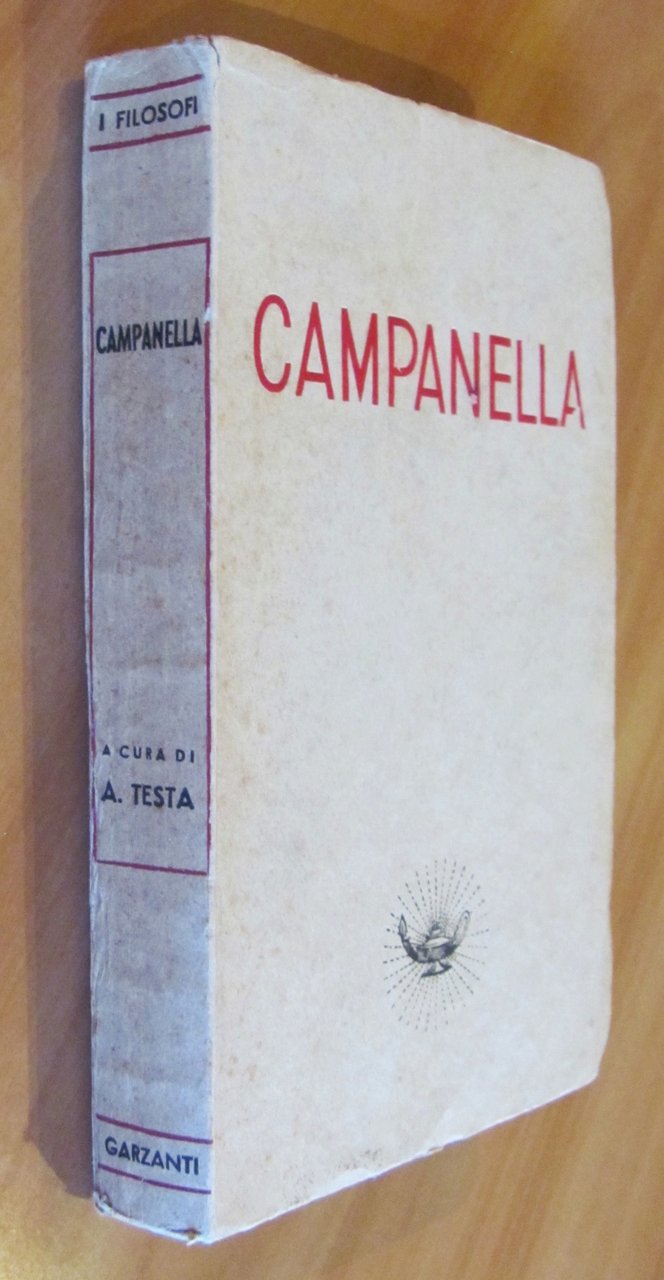 I FILOSOFI
CAMPANELLA
A CURA DI
A. TESTA
GARZANTI
CAMPANELLA